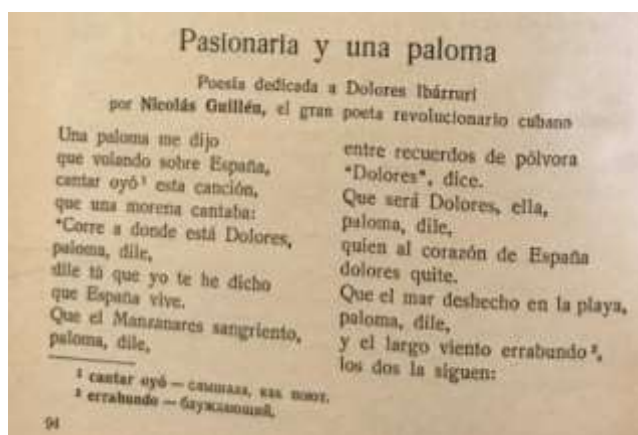 Pasionaria y una paloma
Poesía dedicada a Dolores Ibárruri
por Nicolás Guillén, el gran poeta revolucionario cubano
Una paloma me dijo
que volando sobre España,
cantar oyó¹ esta canción,
que una morena cantaba:
"Corre a donde está Dolores,
paloma, dile,
dile tú que yo te he dicho
que España vive.
Que el Manzanares sangriento,
paloma, dile,
entre recuerdos de pólvora
"Dolores", dice.
Que será Dolores, ella,
paloma, dile,
quien al corazón de España
dolores quite.
Que el mar deshecho en la playa,
paloma, dile,
y el largo viento errabundo²,
los dos la siguen:
¹ cantar oyó — слышала, как поют.
² errabundo — блуждающий.
94